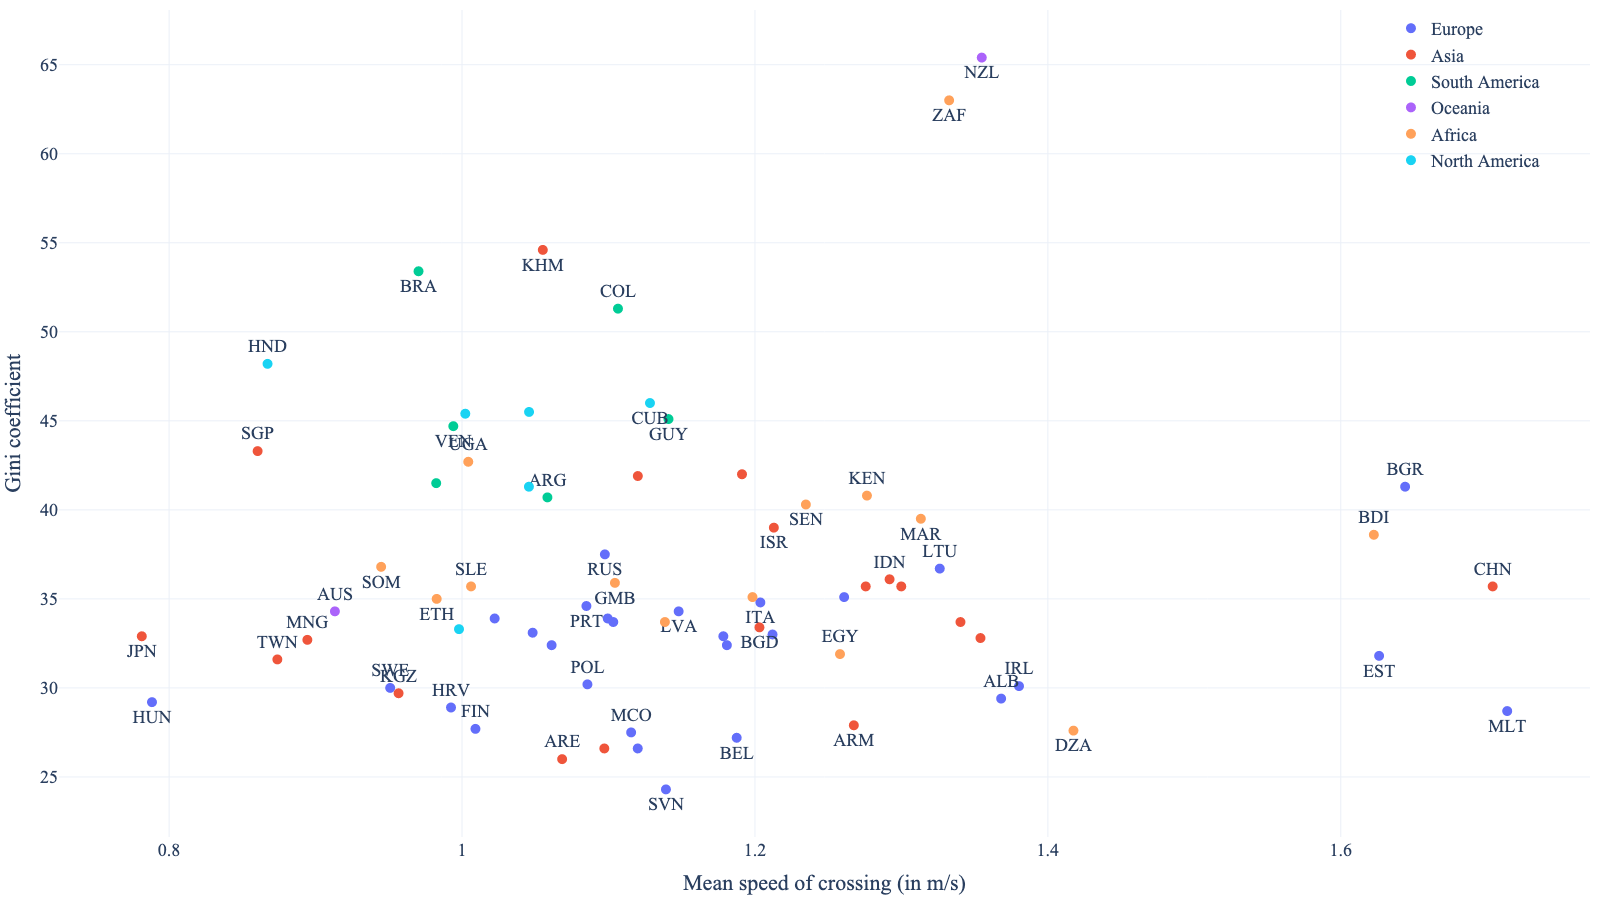 Europe
Asia
South America
Oceania
Africa
North America
Gini coefficient
65
60
55
50
45
40
35
30
25
NZL
ZAF
KHM
BRA
COL
HND
CUB
SGP
GUY
VEN
UGA
BGR
KEN
ARG
SEN
BDI
MAR
ISR
LTU
IDN
CHN
RUS
SLE
SOM
AUS
GMB
ETH
MNG
PRT
LVA
ITA
TWN
BGD
EGY
JPN
SWE
KGZ
POL
IRL
ALB
EST
HUN
HRV
FIN
MCO
MLT
ARE
BEL
ARM
DZA
SVN
0.8
1
1.2
1.4
1.6
Mean speed of crossing (in m/s)